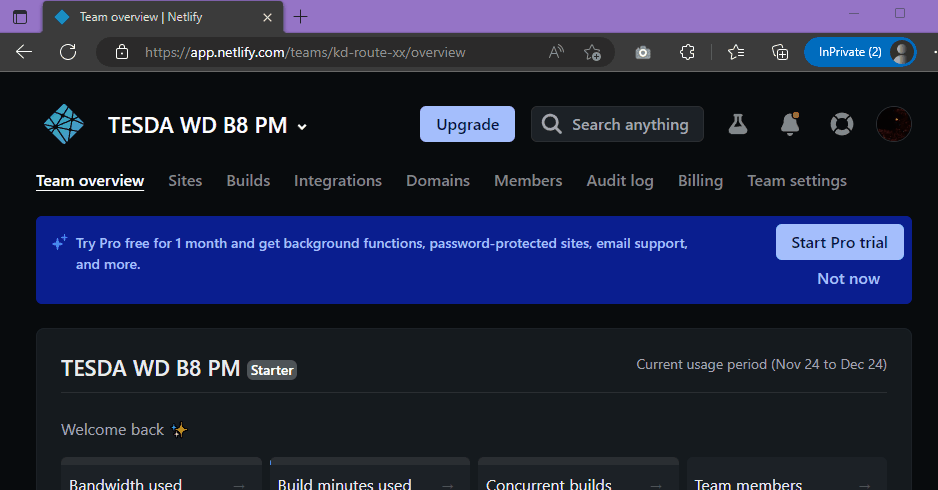 Team overview | Netlify
https://app.netlify.com/teams/kd-route-xx/overview
InPrivate (2)
TESDA WD B8 PM
Upgrade
Search anything
Team overview
Sites
Builds
Integrations
Domains
Members
Audit log
Billing
Team settings
Try Pro free for 1 month and get background functions, password-protected sites, email support,
and more.
Start Pro trial
Not now
TESDA WD B8 PM Starter
Current usage period (Nov 24 to Dec 24)
Welcome back ✨
Bandwidth used →
Build minutes used →
Concurrent builds →
Team members →